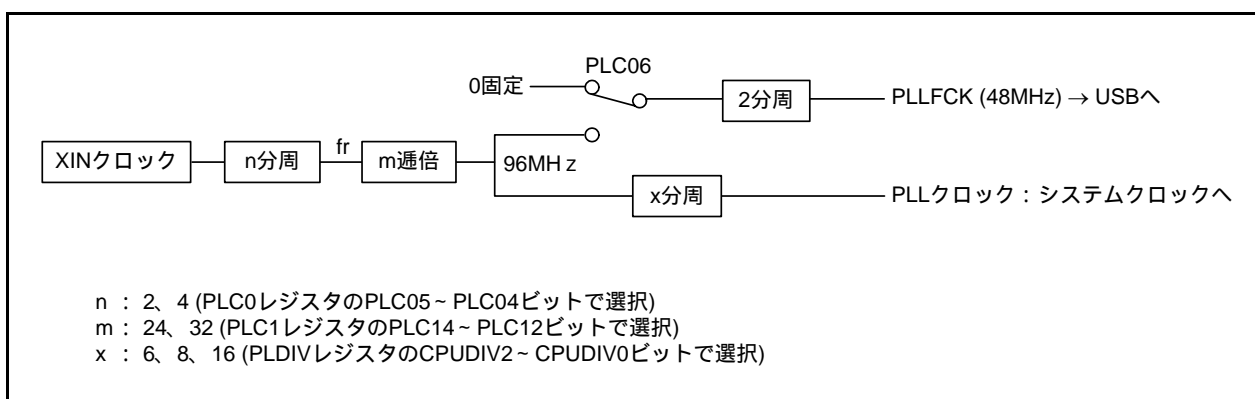 PLC06
0固定
2分周
PLLFCK (48MHz) → USBへ
XINクロック
n分周
fr
m逓倍
96MHz
x分周
PLLクロック : システムクロックへ
n : 2、4 (PLC0レジスタのPLC05~PLC04ビットで選択)
m : 24、32 (PLC1レジスタのPLC14~PLC12ビットで選択)
x : 6、8、16 (PLDIVレジスタのCPUDIV2~CPUDIV0ビットで選択)